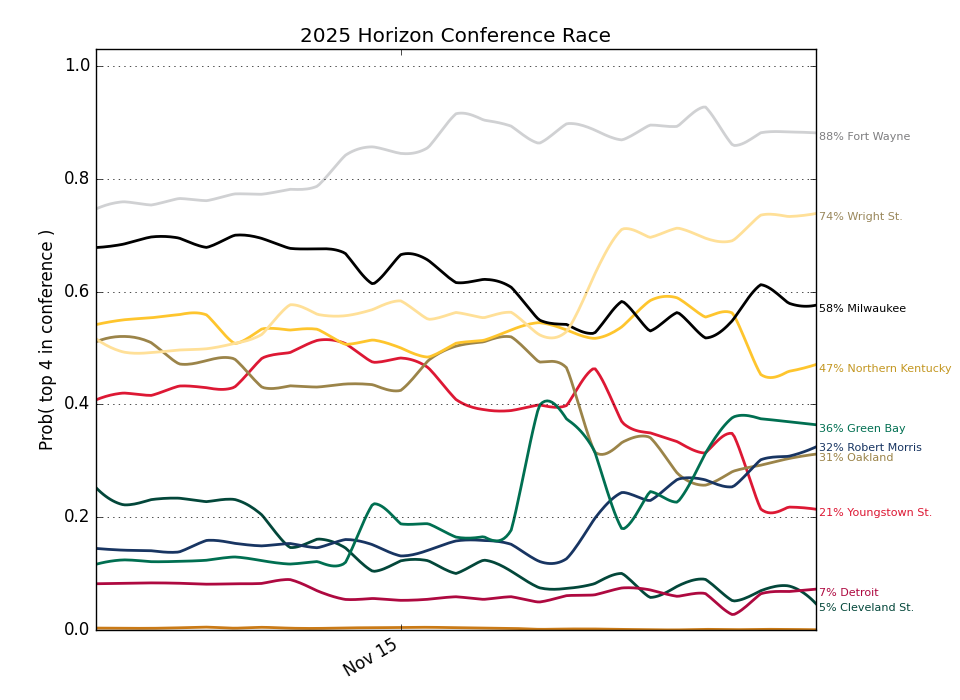 2025 Horizon Conference Race
Prob( top 4 in conference )
1.0
0.8
0.6
0.4
0.2
0.0
Nov 15
88% Fort Wayne
74% Wright St.
58% Milwaukee
47% Northern Kentucky
36% Green Bay
32% Robert Morris
31% Oakland
21% Youngstown St.
7% Detroit
5% Cleveland St.